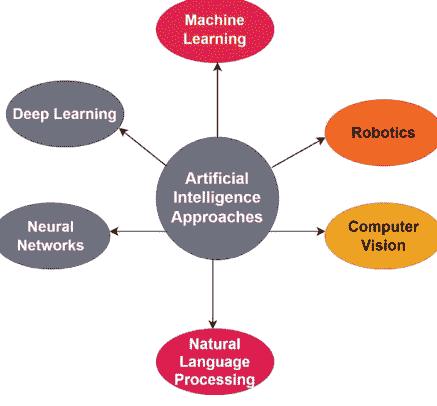 Machine
Learning
Deep Learning
Robotics
Artificial
Intelligence
Approaches
Neural
Networks
Computer
Vision
Natural
Language
Processing